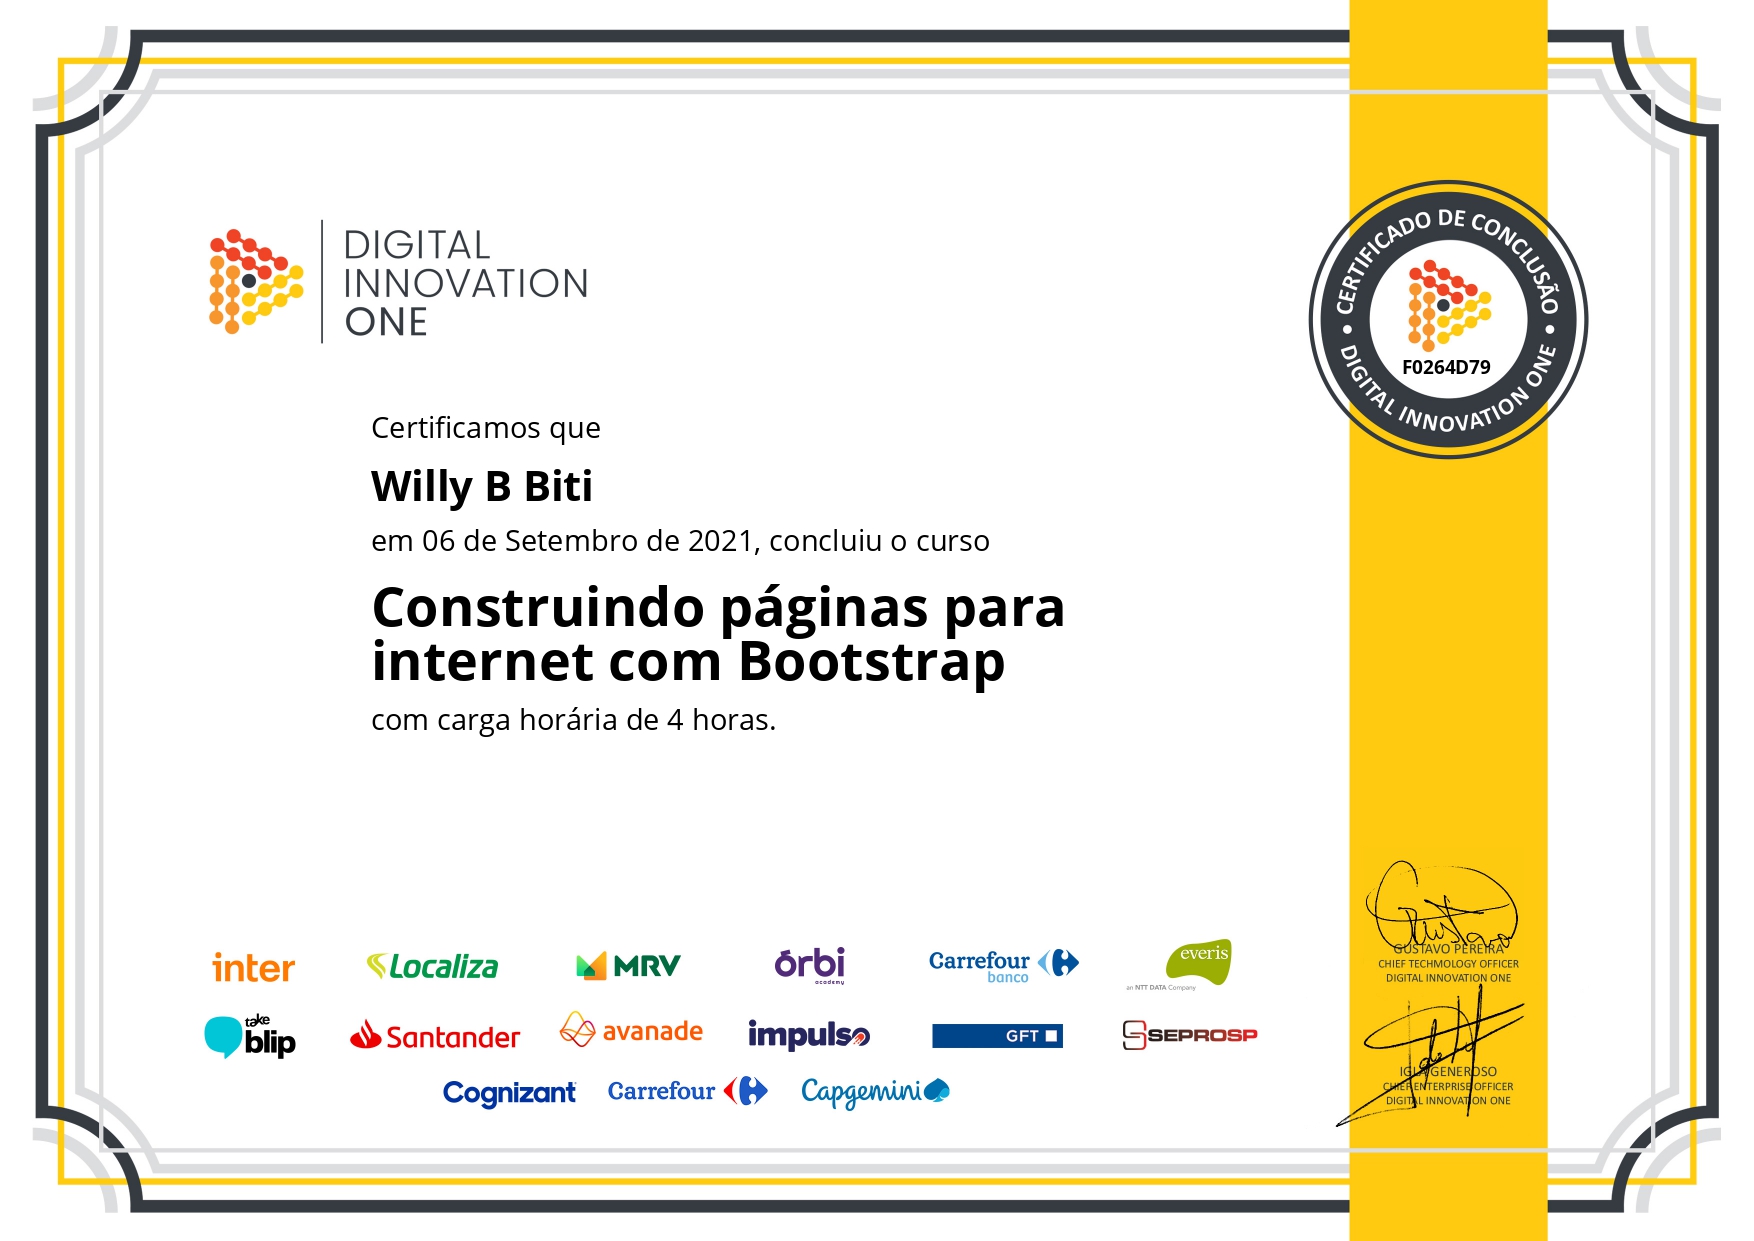 DIGITAL
INNOVATION
ONE
CERTIFICADO DE CONCLUSÃO
F0264D79
• DIGITAL INNOVATION ONE •
Certificamos que
Willy B Biti
em 06 de Setembro de 2021, concluiu o curso
Construindo páginas para
internet com Bootstrap
com carga horária de 4 horas.
inter Localiza MRV órbi academy Carrefour banco everis an NTT DATA Company
take blip Santander avanade impulso GFT SEPROSP
Cognizant Carrefour Capgemini
Gustavo
GUSTAVO PEREIRA
CHIEF TECHMOLOGY OFFICER
DIGITAL INNOVATION ONE
IGLA GENEROSO
CHIEF ENTERPRISE OFFICER
DIGITAL INNOVATION ONE